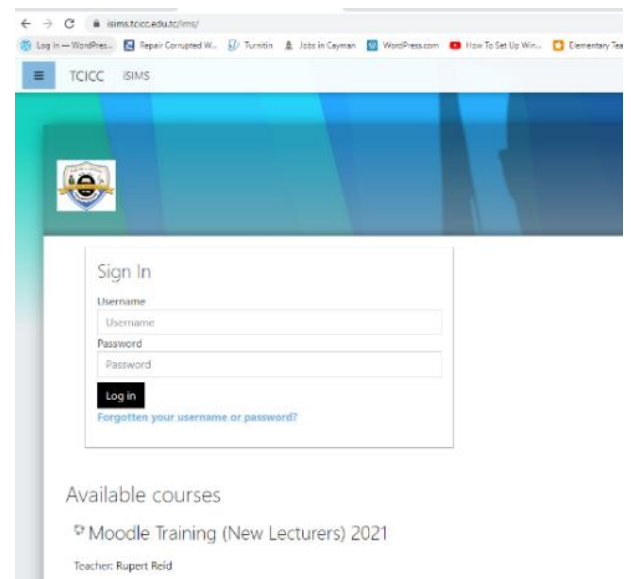 isims.tcicc.edu.tc/lms/
Log in — WordPres... Repair Corrupted W... Turnitin Jobs in Cayman WordPress.com How To Set Up Win... Elementary Tea
TCICC iSIMS
Sign In
Username
Username
Password
Password
Log in
Forgotten your username or password?
Available courses
Moodle Training (New Lecturers) 2021
Teacher: Rupert Reid